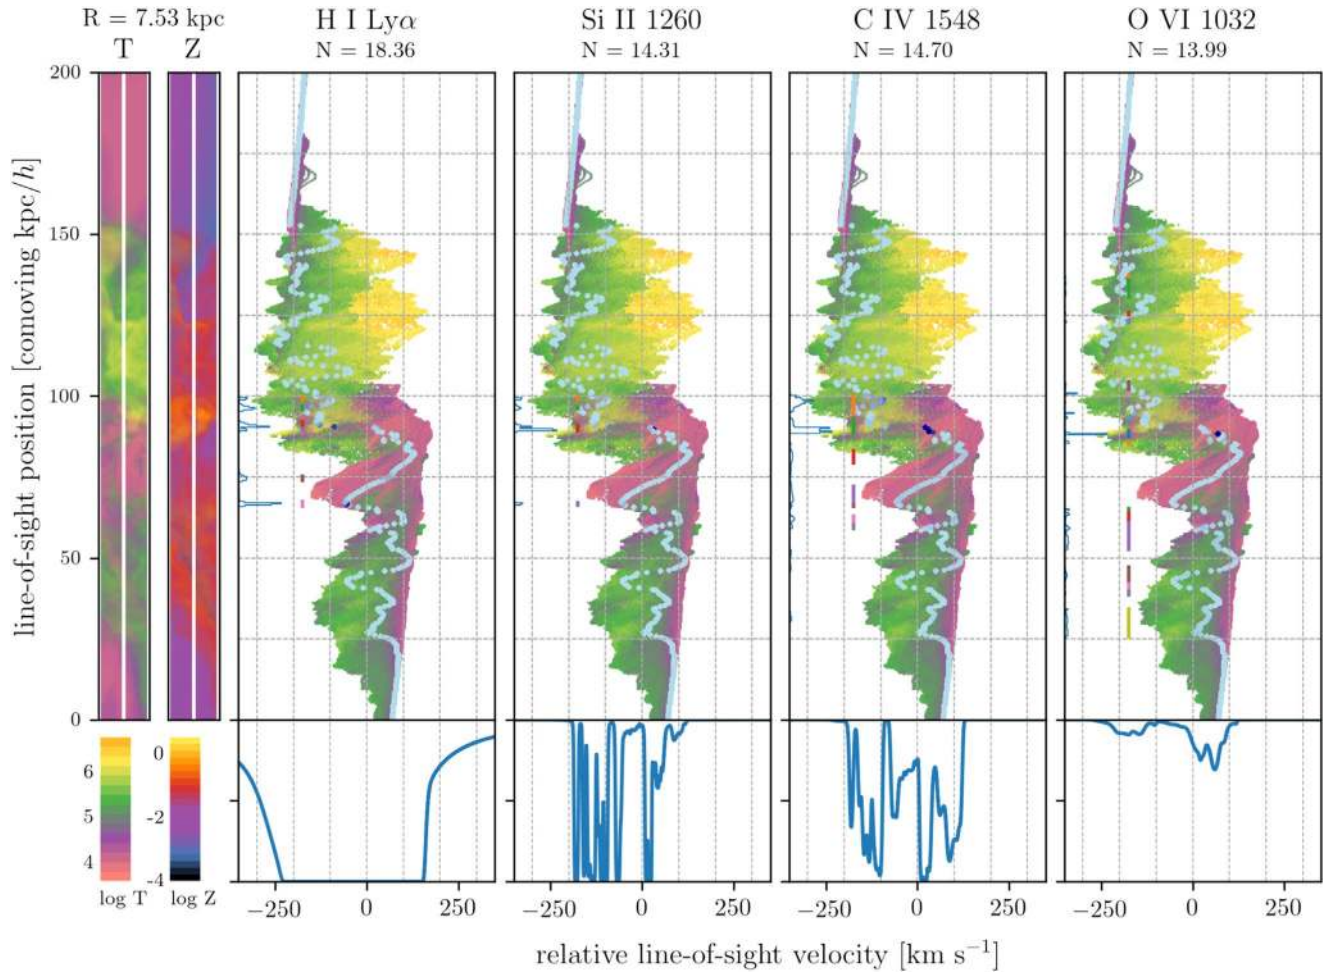 R = 7.53 kpc
T Z
H I Lyα
N = 18.36
Si II 1260
N = 14.31
C IV 1548
N = 14.70
O VI 1032
N = 13.99
line-of-sight position [comoving kpc/h]
200
150
100
50
0
6
5
4
log T
0
-2
-4
log Z
−250 0 250
−250 0 250
−250 0 250
−250 0 250
relative line-of-sight velocity [km s⁻¹]